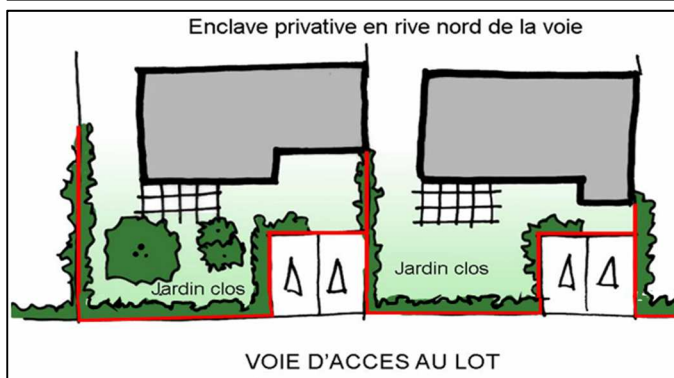 Enclave privative en rive nord de la voie
Jardin clos
Jardin clos
VOIE D'ACCES AU LOT